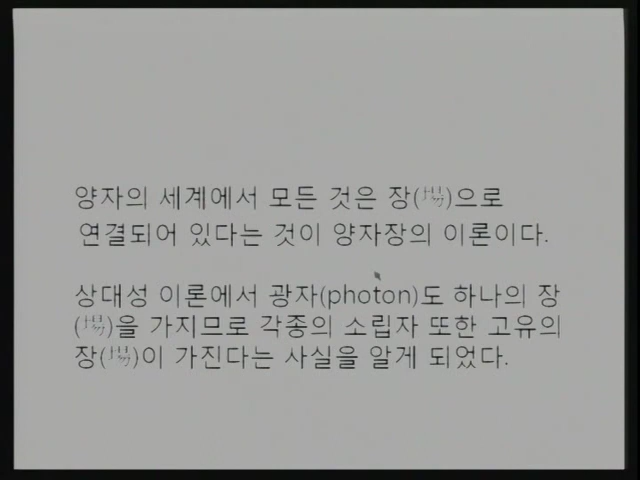 양자의 세계에서 모든 것은 장(場)으로
연결되어 있다는 것이 양자장의 이론이다.
상대성 이론에서 광자(photon)도 하나의 장
(場)을 가지므로 각종의 소립자 또한 고유의
장(場)이 가진다는 사실을 알게 되었다.